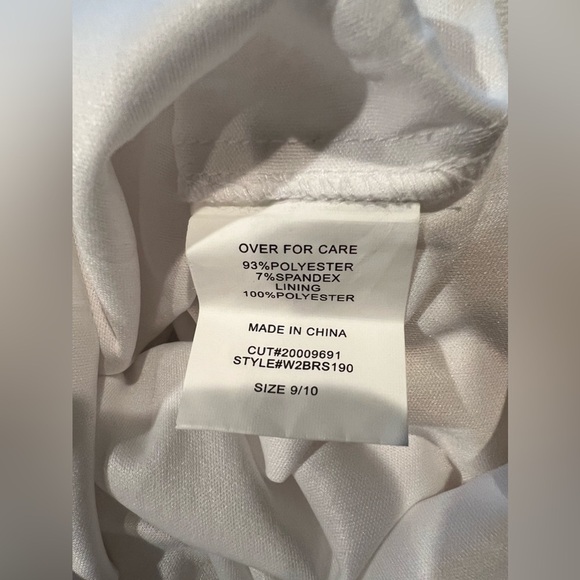 OVER FOR CARE
93%POLYESTER
7%SPANDEX
LINING
100%POLYESTER
MADE IN CHINA
CUT#20009691
STYLE#W2BRS190
SIZE 9/10